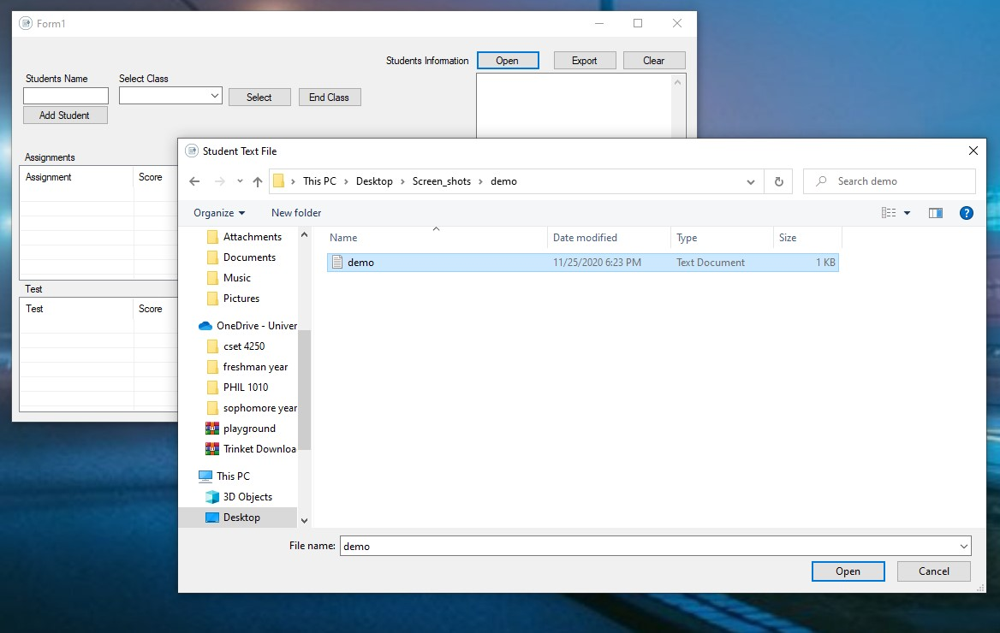 Form1
Students Information
Open
Export
Clear
Students Name
Select Class
Select
End Class
Add Student
Assignments
Assignment
Score
Test
Test
Score
Student Text File
This PC > Desktop > Screen_shots > demo
Search demo
Organize
New folder
Attachments
Documents
Music
Pictures
OneDrive - Univer
cset 4250
freshman year
PHIL 1010
sophomore year
playground
Trinket Downloa
This PC
3D Objects
Desktop
Name
Date modified
Type
Size
demo
11/25/2020 6:23 PM
Text Document
1 KB
File name:
demo
Open
Cancel